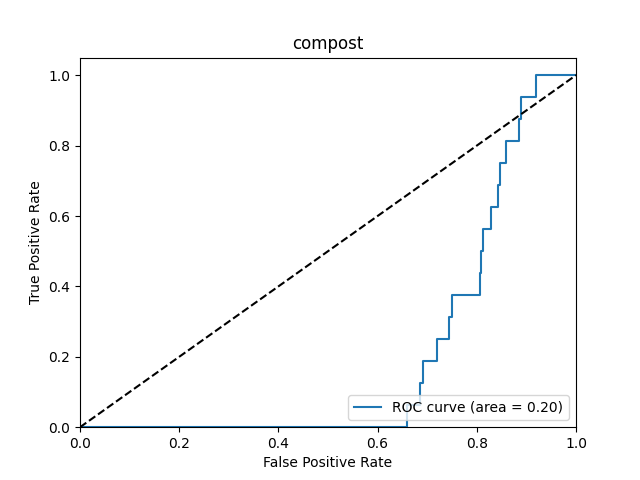 compost
True Positive Rate
1.0
0.8
0.6
0.4
0.2
0.0
ROC curve (area = 0.20)
0.0 0.2 0.4 0.6 0.8 1.0
False Positive Rate